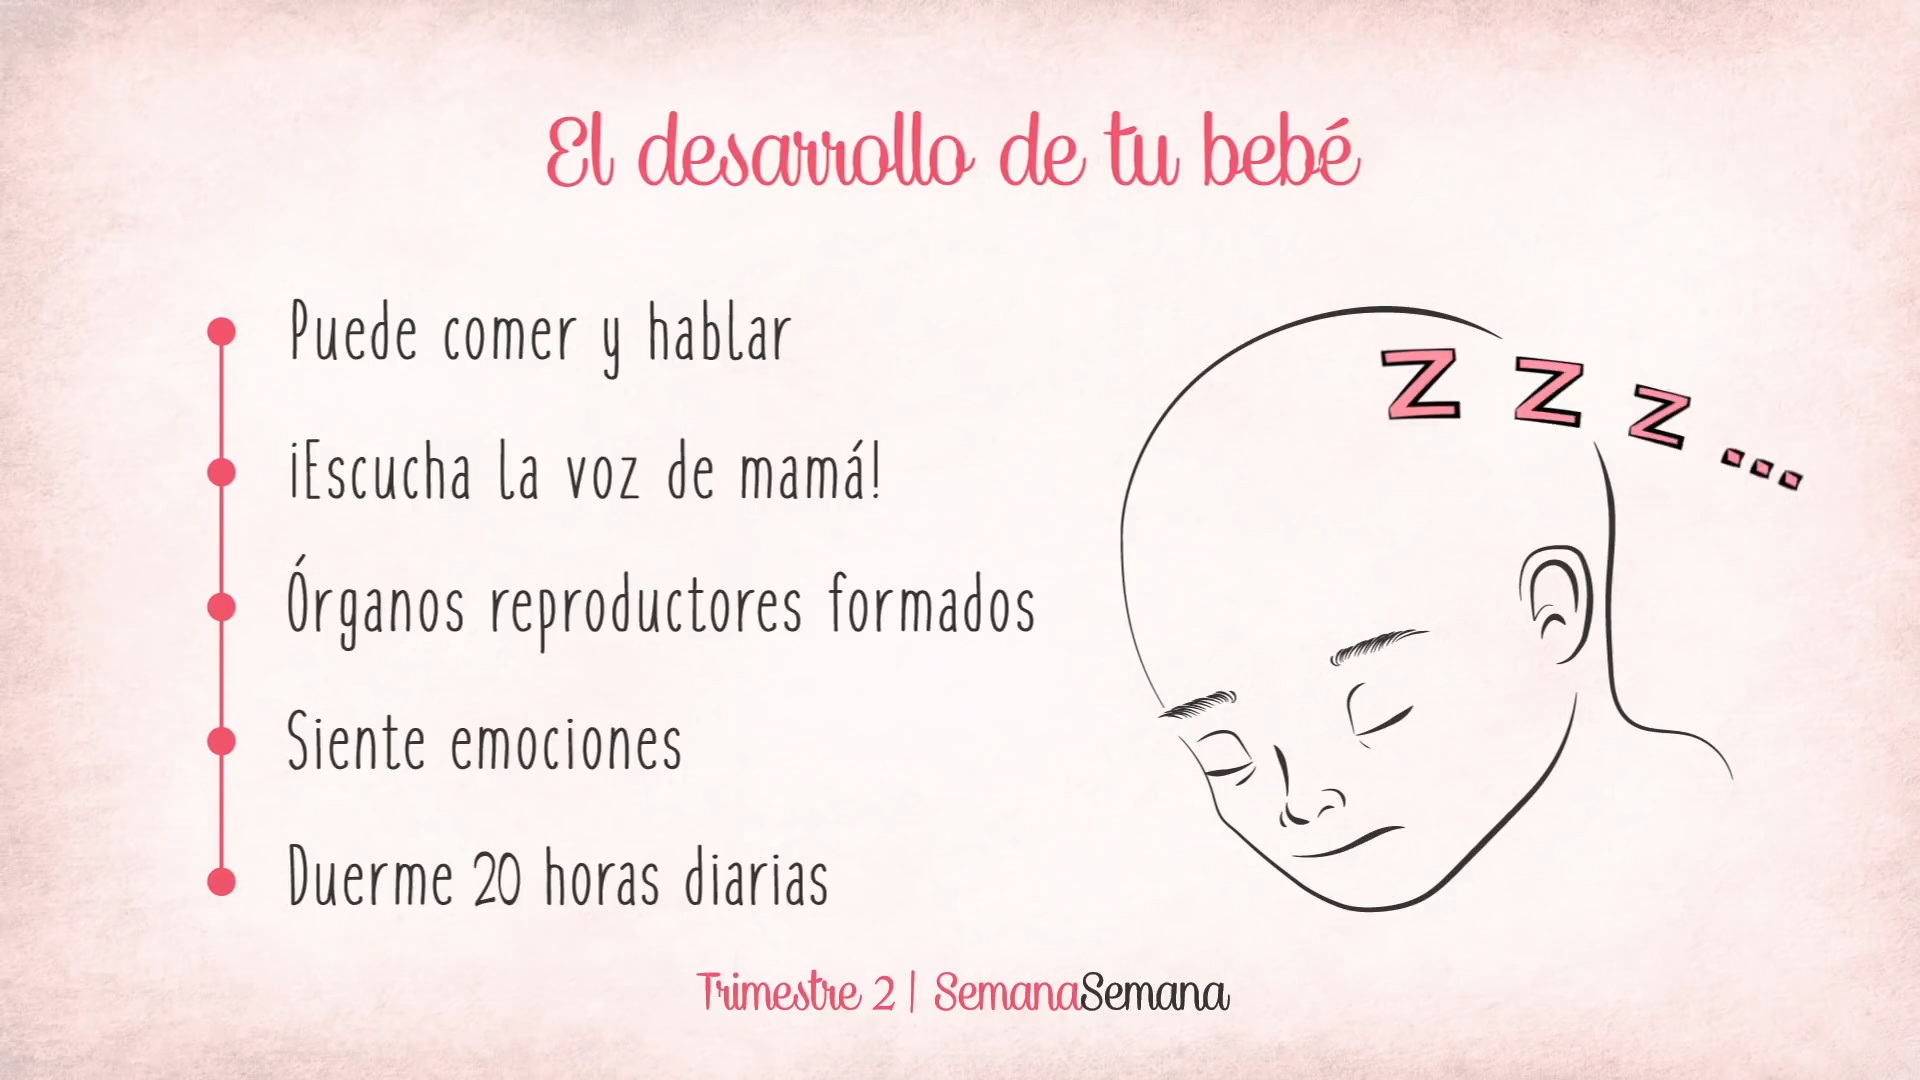 El desarrollo de tu bebé
Puede comer y hablar
¡Escucha la voz de mamá!
Órganos reproductores formados
Siente emociones
Duerme 20 horas diarias
Z Z Z ...
Trimestre 2 | SemanaSemana